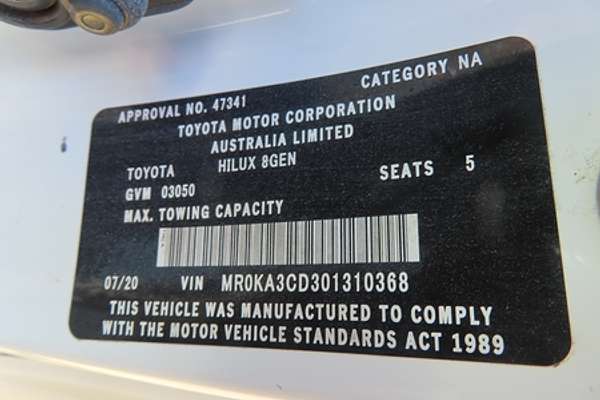 APPROVAL NO. 47341 CATEGORY NA
TOYOTA MOTOR CORPORATION
AUSTRALIA LIMITED
TOYOTA HILUX 8GEN SEATS 5
GVM 03050
MAX. TOWING CAPACITY
07/20 VIN MR0KA3CD301310368
THIS VEHICLE WAS MANUFACTURED TO COMPLY
WITH THE MOTOR VEHICLE STANDARDS ACT 1989